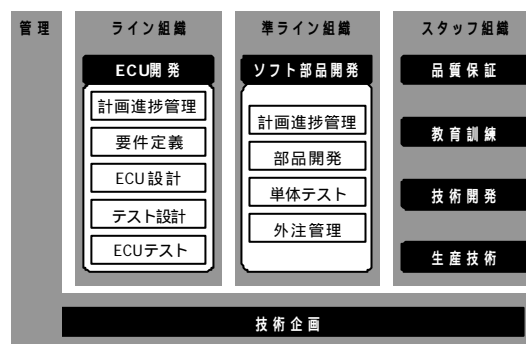 管理
ライン組織
準ライン組織
スタッフ組織
ECU開発
計画進捗管理
要件定義
ECU設計
テスト設計
ECUテスト
ソフト部品開発
計画進捗管理
部品開発
単体テスト
外注管理
品質保証
教育訓練
技術開発
生産技術
技術企画